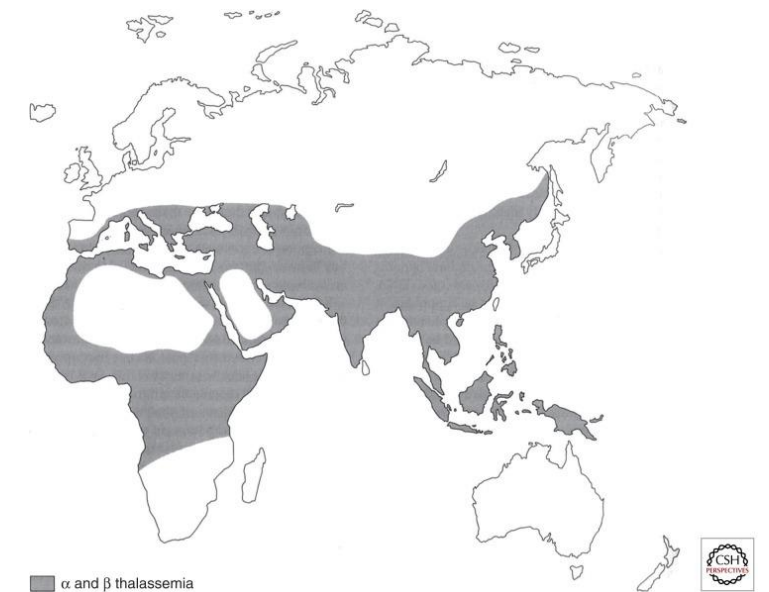 α and β thalassemia
CSH
PERSPECTIVES